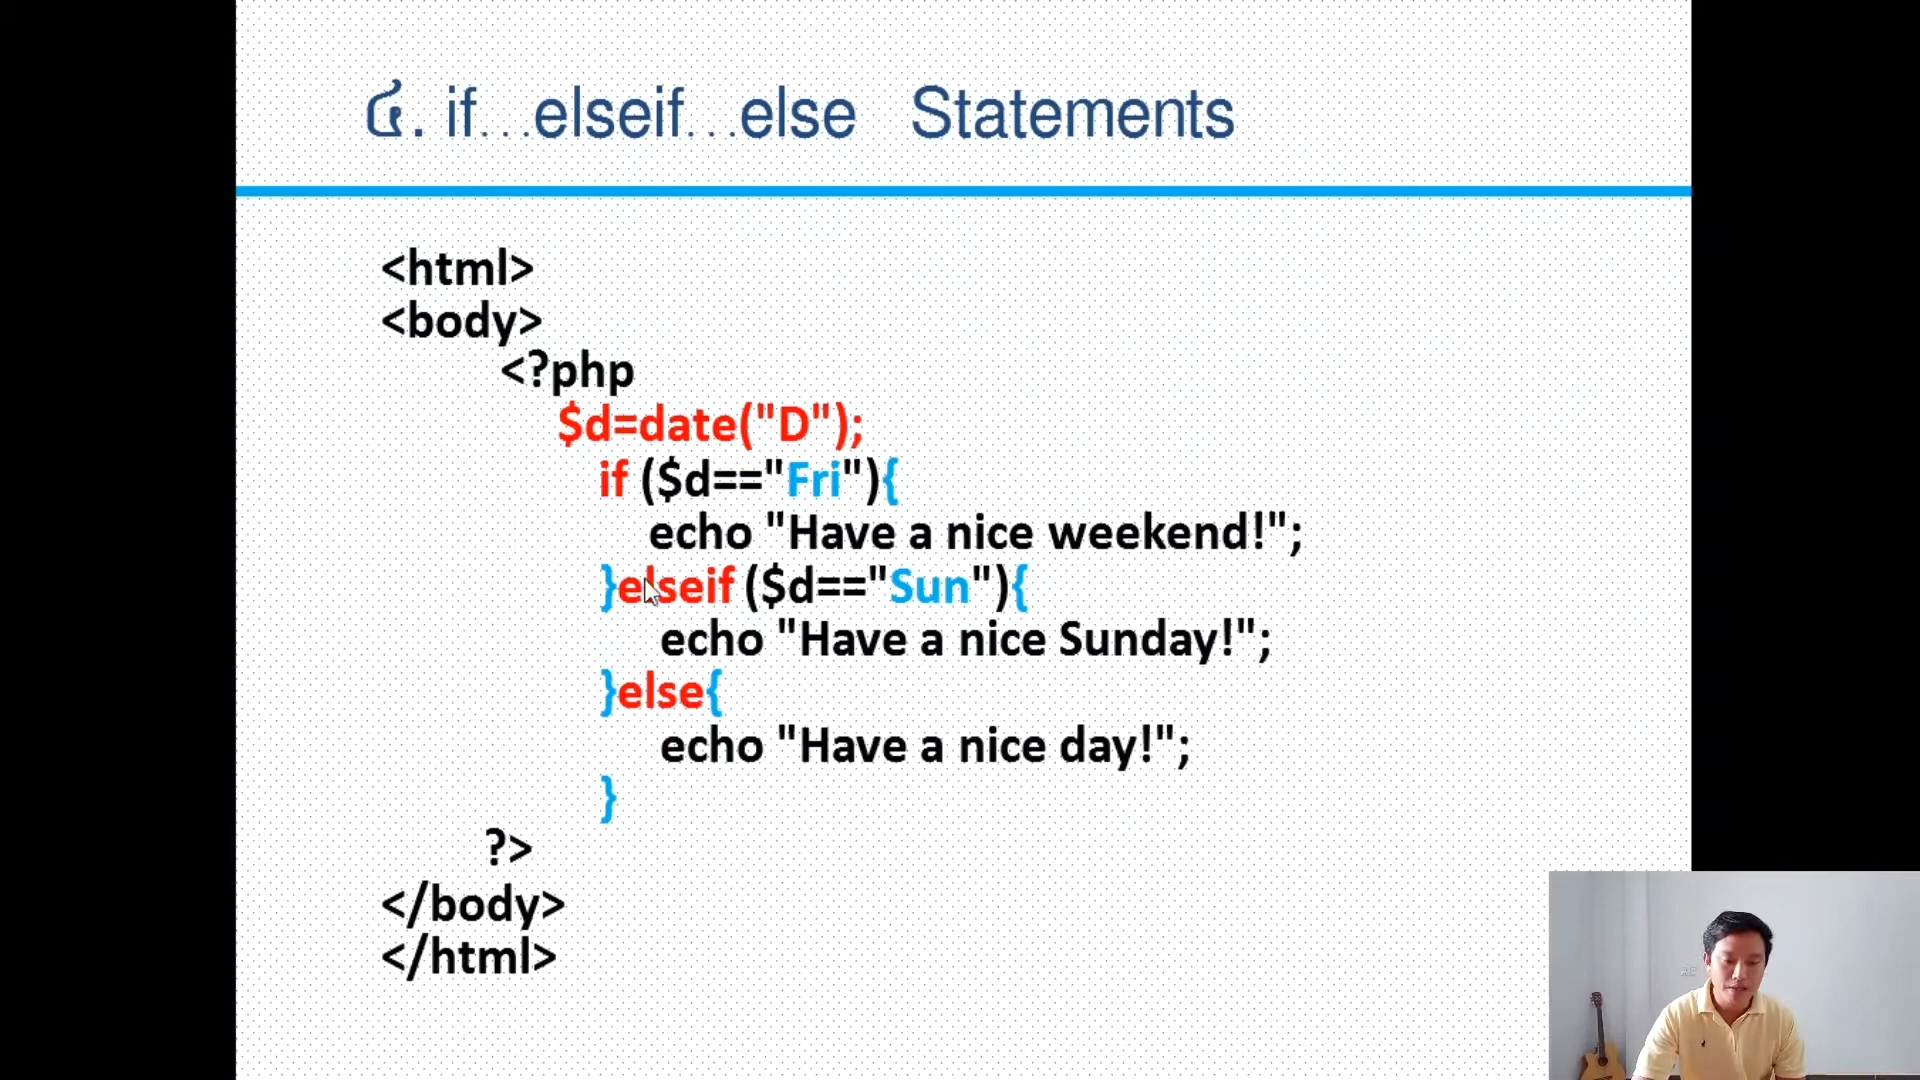 ៤. if...elseif...else Statements
<html>
<body>
<?php
$d=date("D");
if ($d=="Fri"){
echo "Have a nice weekend!";
}elseif ($d=="Sun"){
echo "Have a nice Sunday!";
}else{
echo "Have a nice day!";
}
?>
</body>
</html>